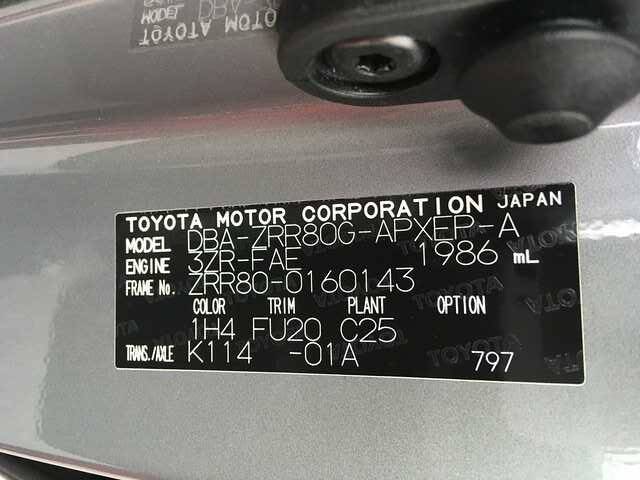 TOYOTA MOTOR CORPORATION JAPAN
MODEL DBA-ZRR80G-APXEP-A
ENGINE 3ZR-FAE 1986 mL
FRAME No. ZRR80-0160143
COLOR TRIM PLANT OPTION
1H4 FU20 C25
TRANS./AXLE K114 -01A 797